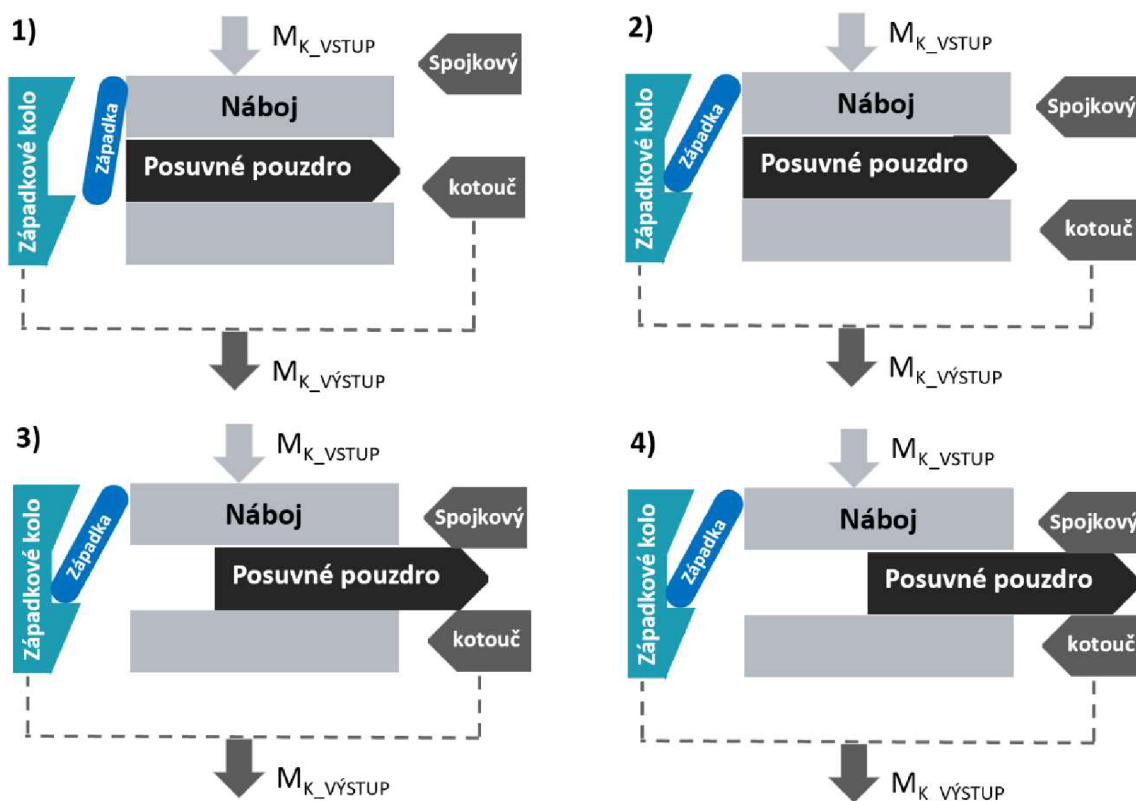 1)
M_K_VSTUP
Spojkový
Náboj
Západkové kolo
Západka
Posuvné pouzdro
kotouč
M_K_VÝSTUP
2)
M_K_VSTUP
Spojkový
Náboj
Západkové kolo
Západka
Posuvné pouzdro
kotouč
M_K_VÝSTUP
3)
M_K_VSTUP
Spojkový
Náboj
Západkové kolo
Západka
Posuvné pouzdro
kotouč
M_K_VÝSTUP
4)
M_K_VSTUP
Spojkový
Náboj
Západkové kolo
Západka
Posuvné pouzdro
kotouč
M_K_VÝSTUP